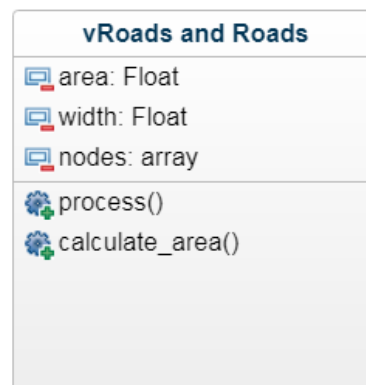 vRoads and Roads
area: Float
width: Float
nodes: array
process()
calculate_area()